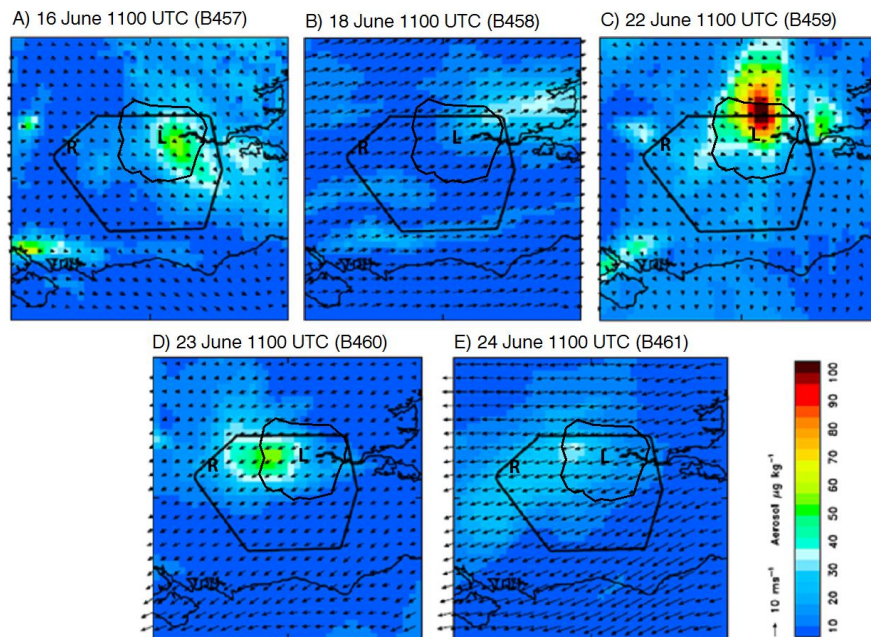 A) 16 June 1100 UTC (B457)
B) 18 June 1100 UTC (B458)
C) 22 June 1100 UTC (B459)
R
L
R
L
R
L
D) 23 June 1100 UTC (B460)
E) 24 June 1100 UTC (B461)
R
L
R
L
100
90
80
70
60
50
40
30
20
10
Aerosol μg kg⁻¹
10 ms⁻¹